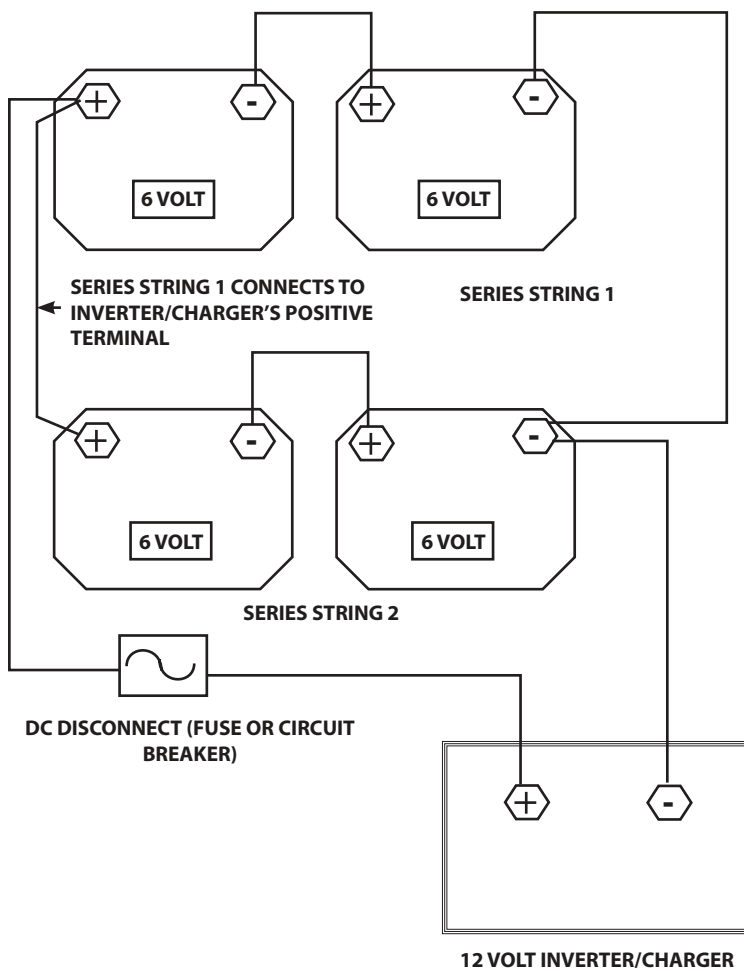 + - + -
6 VOLT 6 VOLT
SERIES STRING 1 CONNECTS TO
INVERTER/CHARGER’S POSITIVE
TERMINAL
SERIES STRING 1
+ - + -
6 VOLT 6 VOLT
SERIES STRING 2
DC DISCONNECT (FUSE OR CIRCUIT
BREAKER)
+ -
12 VOLT INVERTER/CHARGER